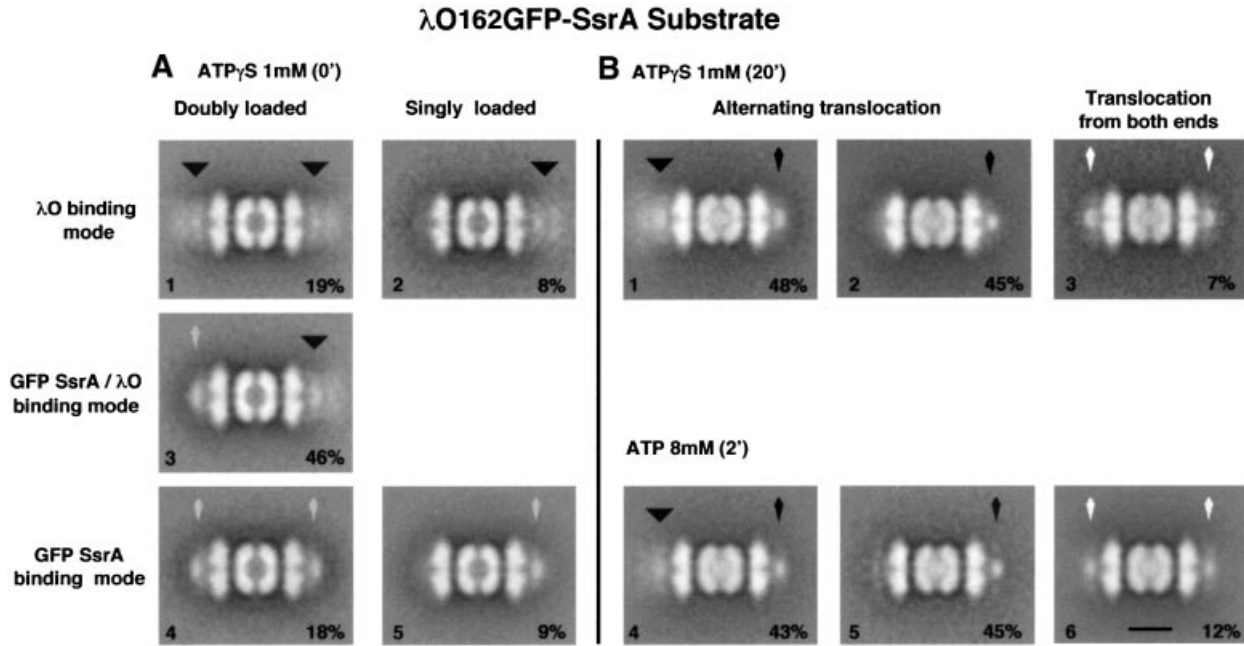 λO162GFP-SsrA Substrate
A ATPγS 1mM (0')
B ATPγS 1mM (20')
Doubly loaded
Singly loaded
Alternating translocation
Translocation
from both ends
λO binding
mode
1 19%
2 8%
1 48%
2 45%
3 7%
GFP SsrA / λO
binding mode
3 46%
ATP 8mM (2')
GFP SsrA
binding mode
4 18%
5 9%
4 43%
5 45%
6 12%